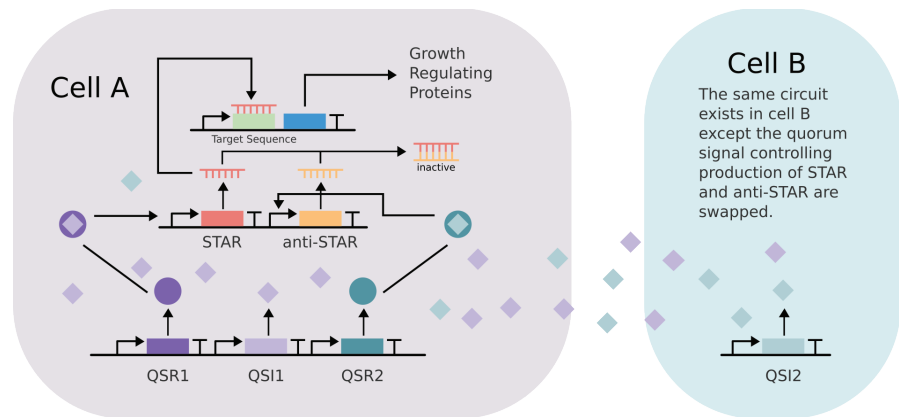 Cell A
Growth
Regulating
Proteins
Target Sequence
inactive
STAR
anti-STAR
QSR1
QSI1
QSR2
Cell B
The same circuit
exists in cell B
except the quorum
signal controlling
production of STAR
and anti-STAR are
swapped.
QSI2